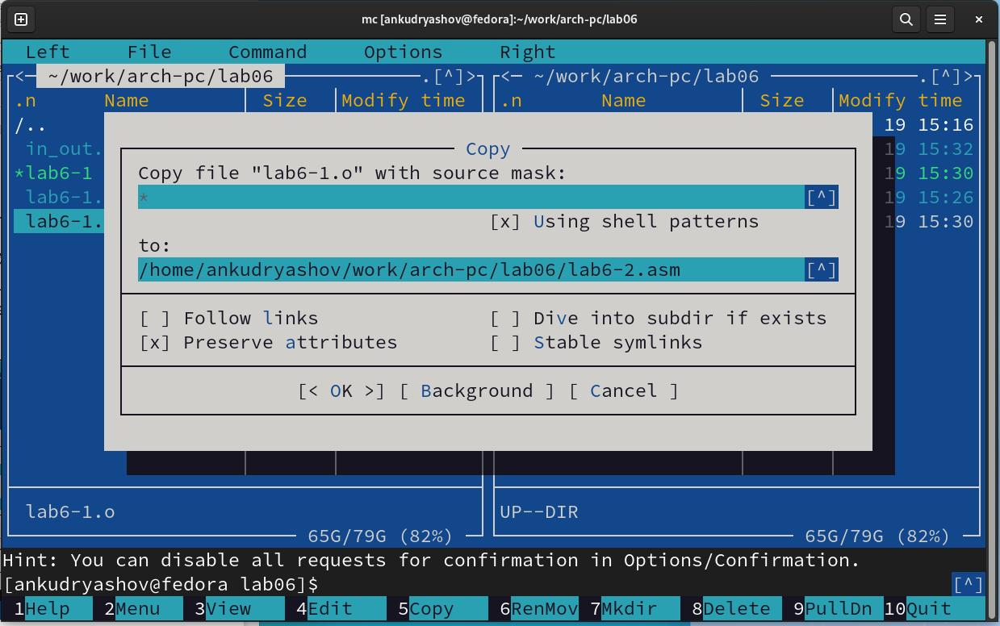 mc [ankudryashov@fedora]:~/work/arch-pc/lab06
Left File Command Options Right
<— ~/work/arch-pc/lab06 .[^]> <— ~/work/arch-pc/lab06 .[^]>
.n Name Size Modify time .n Name Size Modify time
/.. 19 15:16
in_out. 19 15:32
*lab6-1 19 15:30
lab6-1. 19 15:26
lab6-1. 19 15:30
Copy
Copy file "lab6-1.o" with source mask:
* [^]
[x] Using shell patterns
to:
/home/ankudryashov/work/arch-pc/lab06/lab6-2.asm [^]
[ ] Follow links [ ] Dive into subdir if exists
[x] Preserve attributes [ ] Stable symlinks
[< OK >] [ Background ] [ Cancel ]
lab6-1.o UP--DIR
65G/79G (82%) 65G/79G (82%)
Hint: You can disable all requests for confirmation in Options/Confirmation.
[ankudryashov@fedora lab06]$ [^]
1Help 2Menu 3View 4Edit 5Copy 6RenMov 7Mkdir 8Delete 9PullDn 10Quit